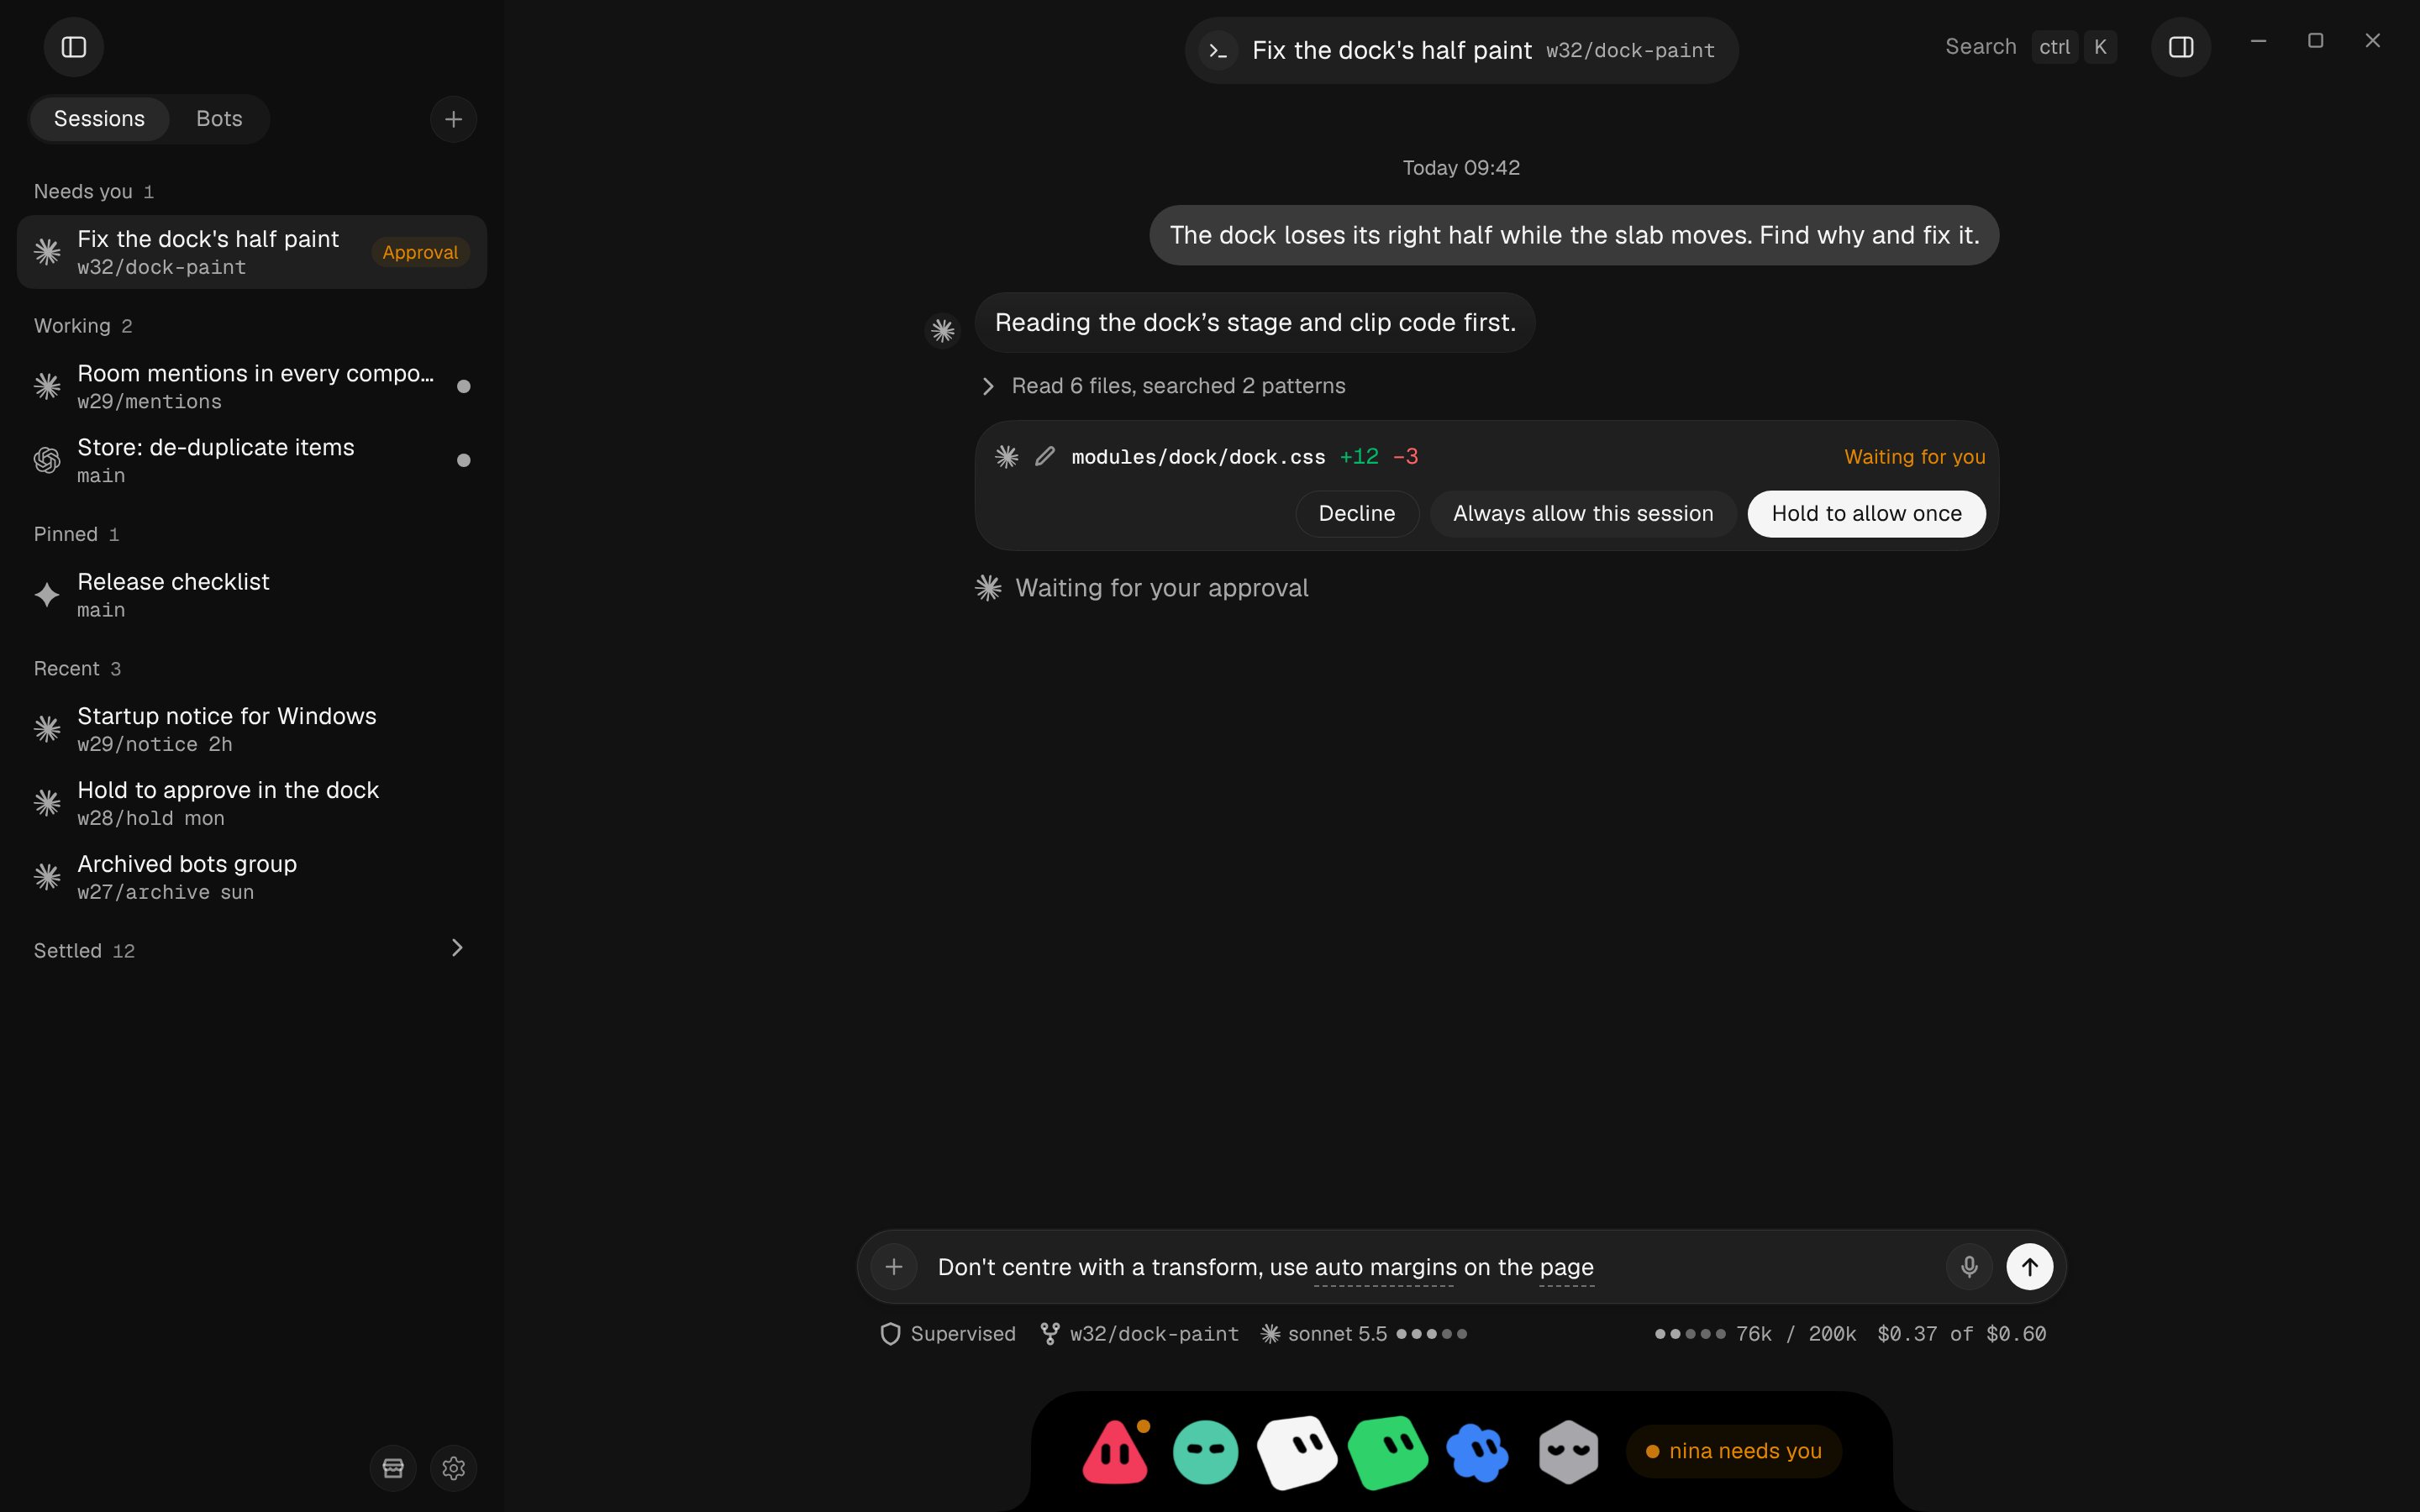 Fix the dock's half paint w32/dock-paint
Search ctrl K
Sessions Bots
Needs you 1
Fix the dock's half paint
w32/dock-paint
Approval
Working 2
Room mentions in every compo…
w29/mentions
Store: de-duplicate items
main
Pinned 1
Release checklist
main
Recent 3
Startup notice for Windows
w29/notice 2h
Hold to approve in the dock
w28/hold mon
Archived bots group
w27/archive sun
Settled 12
Today 09:42
The dock loses its right half while the slab moves. Find why and fix it.
Reading the dock’s stage and clip code first.
Read 6 files, searched 2 patterns
modules/dock/dock.css +12 −3 Waiting for you
Decline Always allow this session Hold to allow once
Waiting for your approval
Don't centre with a transform, use auto margins on the page
Supervised w32/dock-paint sonnet 5.5 76k / 200k $0.37 of $0.60
nina needs you